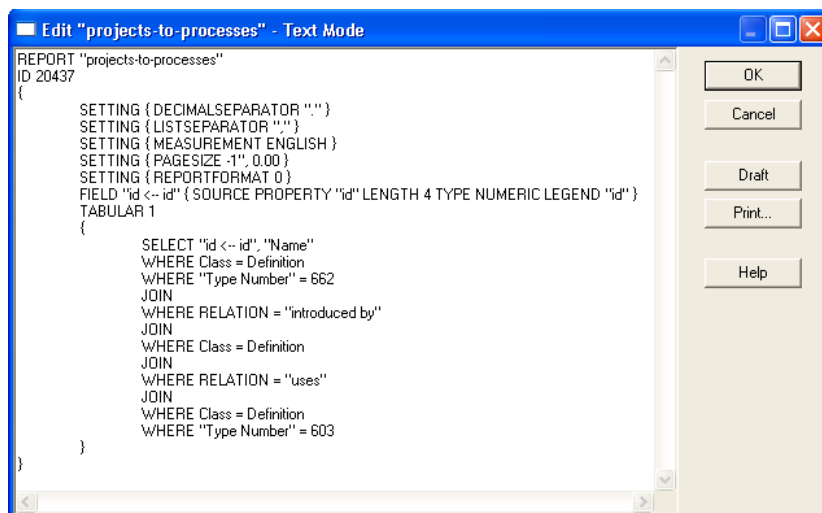 Edit "projects-to-processes" - Text Mode
REPORT "projects-to-processes"
ID 20437
{
SETTING { DECIMALSEPARATOR "." }
SETTING { LISTSEPARATOR "," }
SETTING { MEASUREMENT ENGLISH }
SETTING { PAGESIZE -1", 0.00 }
SETTING { REPORTFORMAT 0 }
FIELD "id <-- id" { SOURCE PROPERTY "id" LENGTH 4 TYPE NUMERIC LEGEND "id" }
TABULAR 1
{
SELECT "id <-- id", "Name"
WHERE Class = Definition
WHERE "Type Number" = 662
JOIN
WHERE RELATION = "introduced by"
JOIN
WHERE Class = Definition
JOIN
WHERE RELATION = "uses"
JOIN
WHERE Class = Definition
WHERE "Type Number" = 603
}
}
OK
Cancel
Draft
Print...
Help